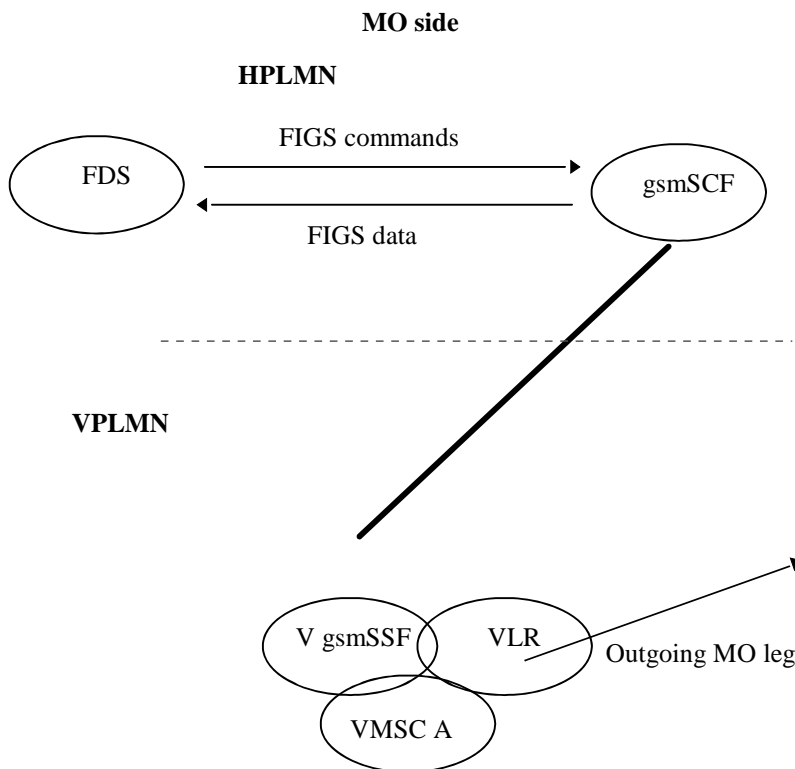 MO side
HPLMN
FIGS commands
FDS
gsmSCF
FIGS data
VPLMN
V gsmSSF
VLR
Outgoing MO leg
VMSC A